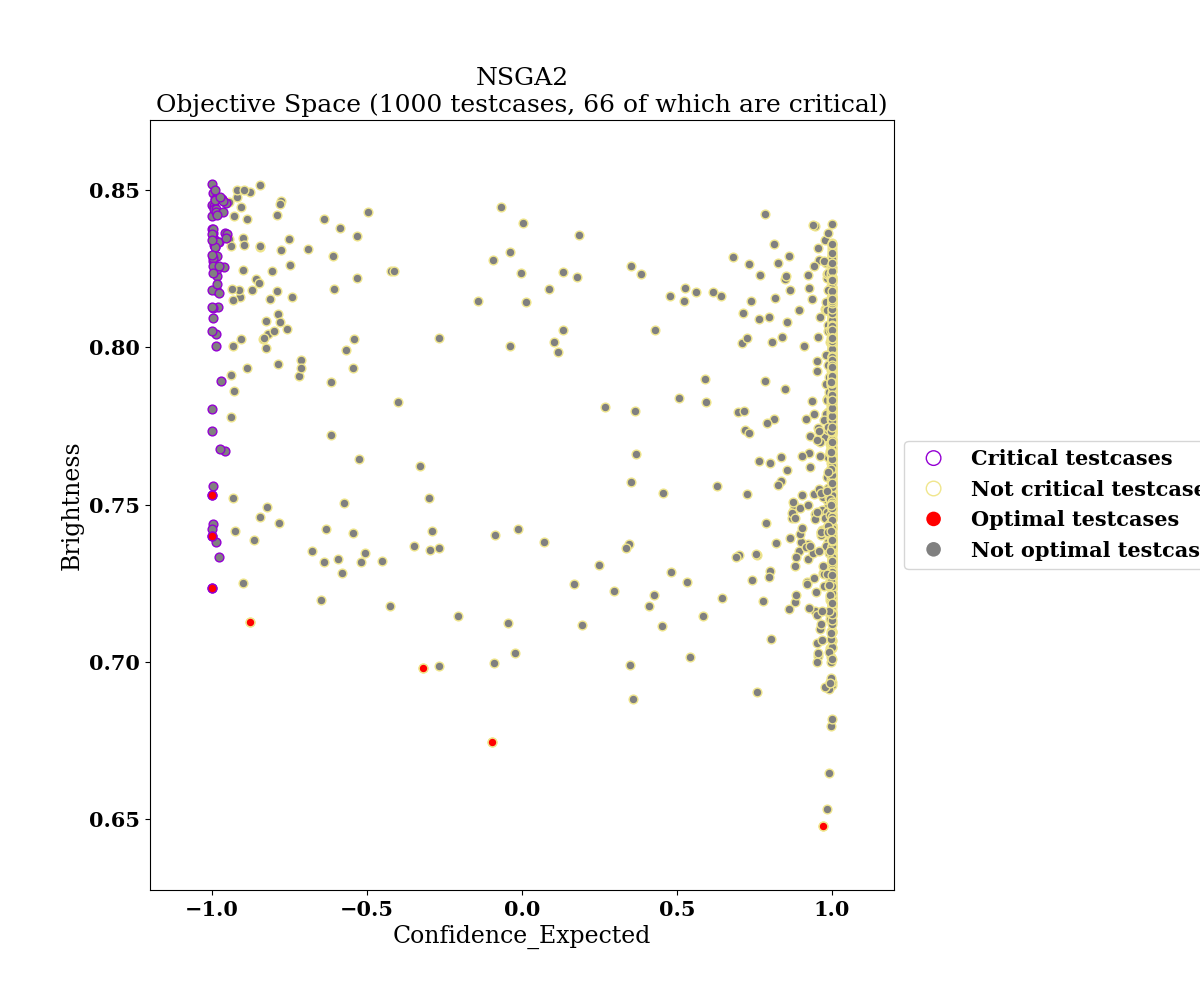 NSGA2
Objective Space (1000 testcases, 66 of which are critical)
0.85
0.80
0.75
0.70
0.65
Brightness
−1.0
−0.5
0.0
0.5
1.0
Confidence_Expected
Critical testcases
Not critical testcase
Optimal testcases
Not optimal testcas